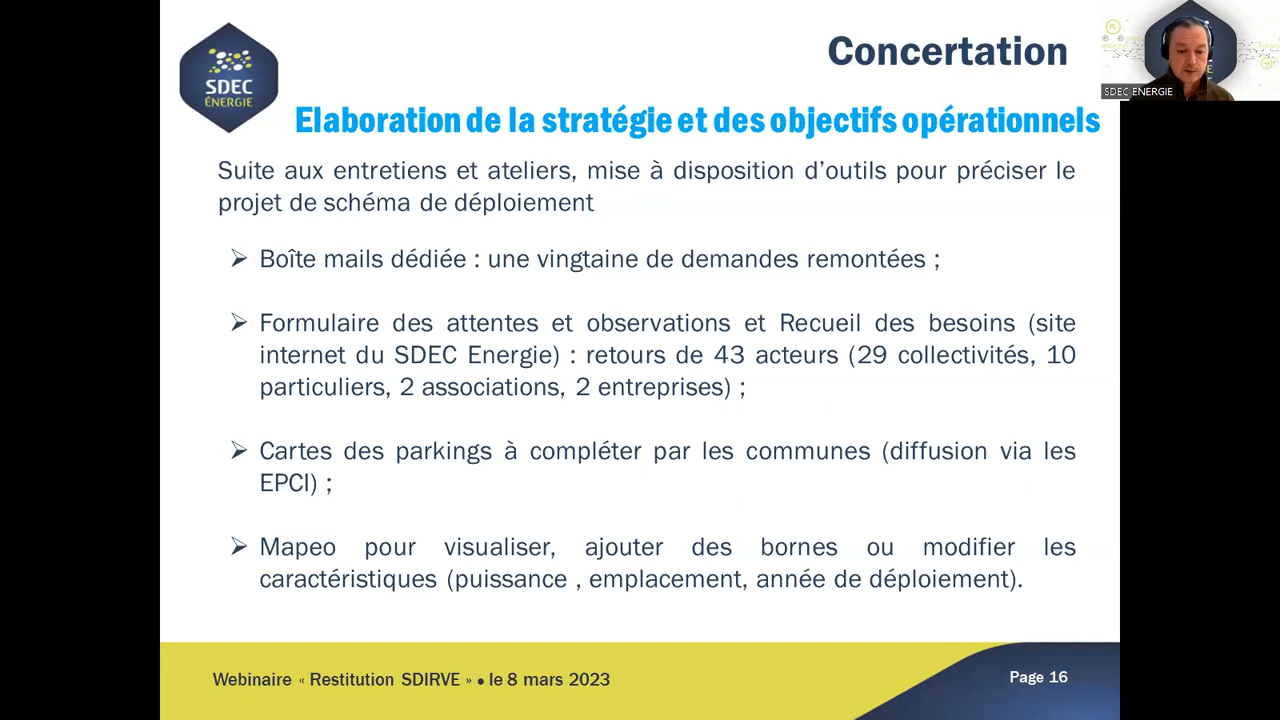 SDEC
ÉNERGIE
Concertation
SDEC ENERGIE
Elaboration de la stratégie et des objectifs opérationnels
Suite aux entretiens et ateliers, mise à disposition d’outils pour préciser le
projet de schéma de déploiement
Boîte mails dédiée : une vingtaine de demandes remontées ;
Formulaire des attentes et observations et Recueil des besoins (site
internet du SDEC Energie) : retours de 43 acteurs (29 collectivités, 10
particuliers, 2 associations, 2 entreprises) ;
Cartes des parkings à compléter par les communes (diffusion via les
EPCI) ;
Mapeo pour visualiser, ajouter des bornes ou modifier les
caractéristiques (puissance , emplacement, année de déploiement).
Webinaire « Restitution SDIRVE » • le 8 mars 2023
Page 16